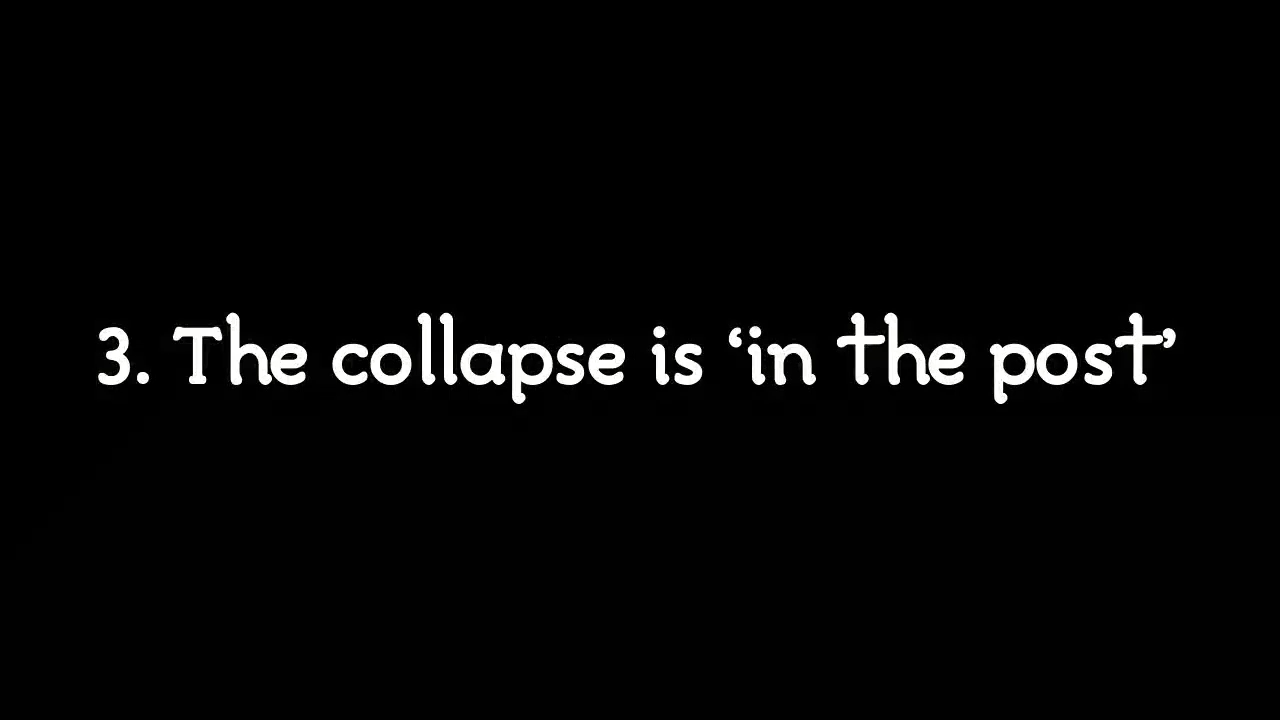 3. The collapse is ‘in the post’